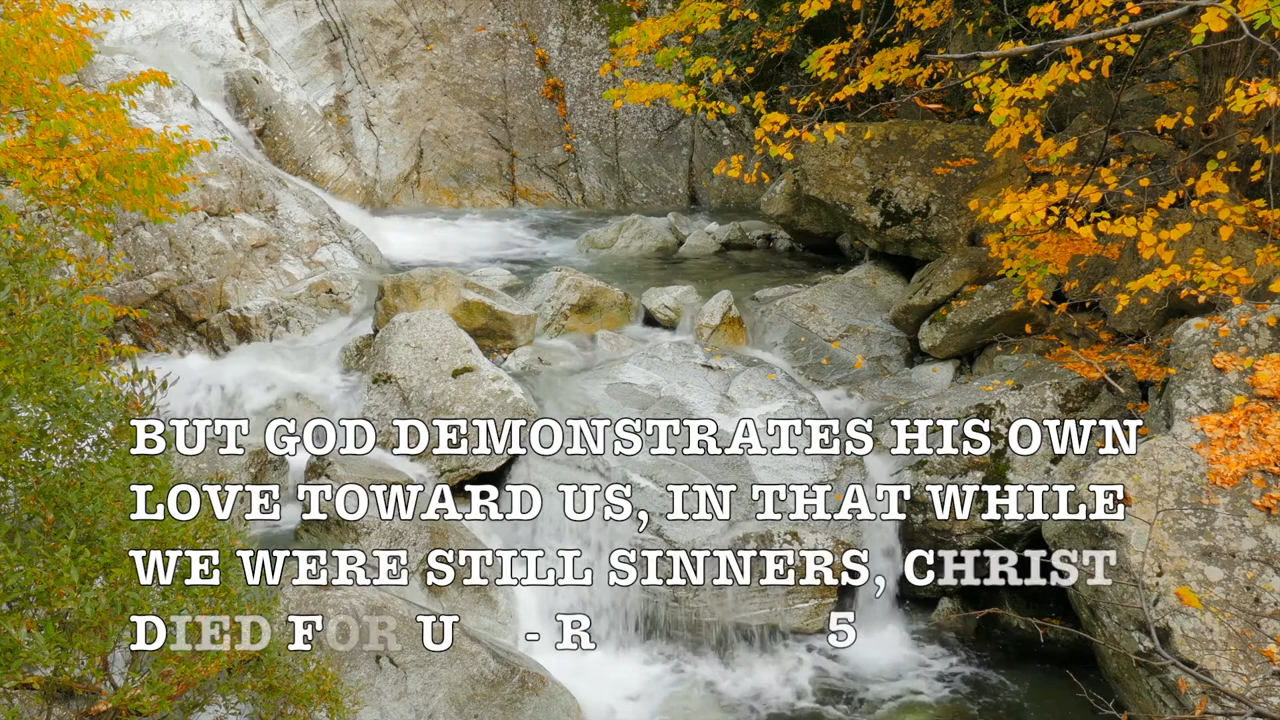 BUT GOD DEMONSTRATES HIS OWN
LOVE TOWARD US, IN THAT WHILE
WE WERE STILL SINNERS, CHRIST
DIED FOR U - R 5